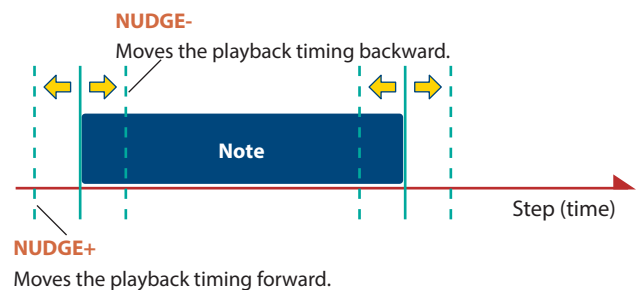 NUDGE-
Moves the playback timing backward.
Note
Step (time)
NUDGE+
Moves the playback timing forward.